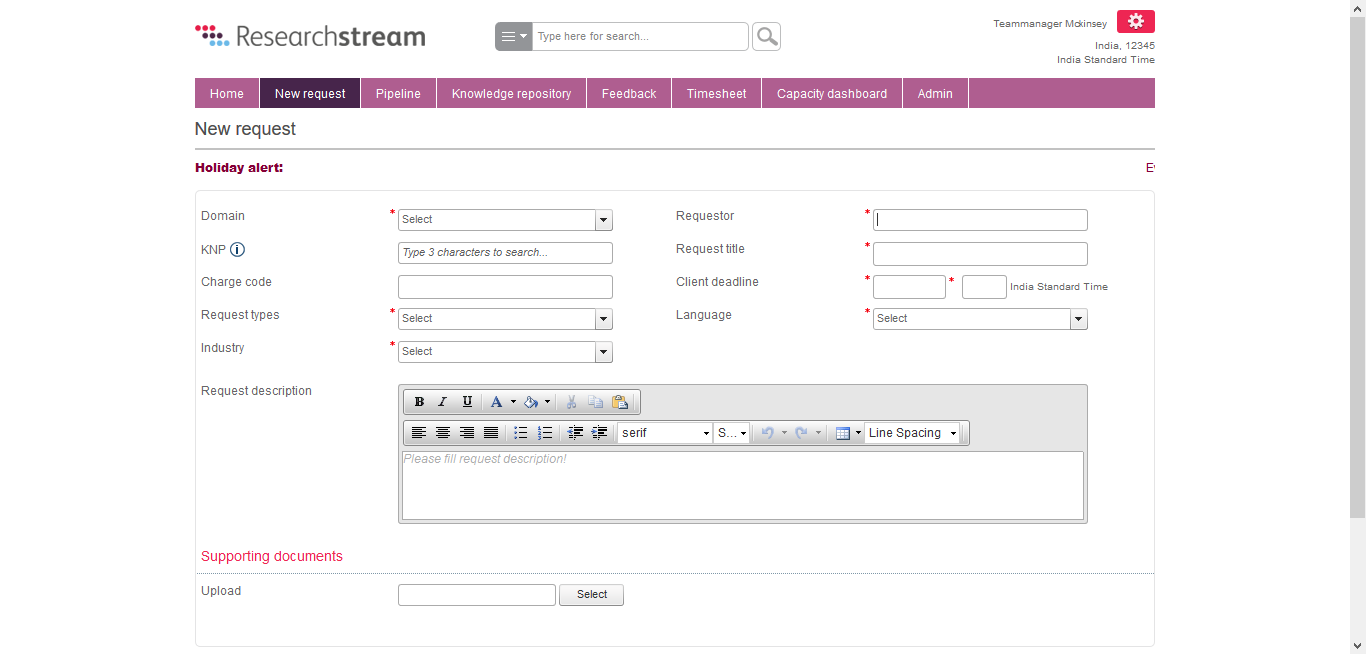 Researchstream
Type here for search...
Teammanager Mckinsey
India, 12345
India Standard Time
Home New request Pipeline Knowledge repository Feedback Timesheet Capacity dashboard Admin
New request
Holiday alert:
Domain * Select Requestor *
KNP i Type 3 characters to search... Request title *
Charge code Client deadline * * India Standard Time
Request types * Select Language * Select
Industry * Select
Request description
B I U A
serif S... Line Spacing
Please fill request description!
Supporting documents
Upload Select